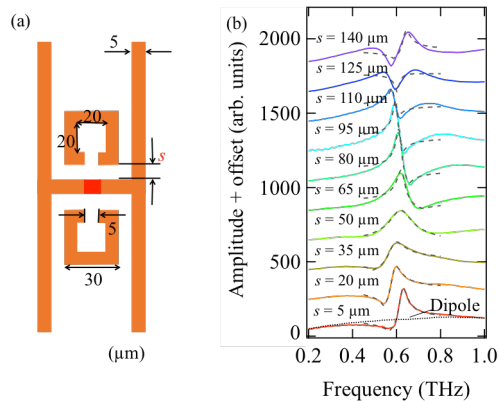 (a)
5
20
20
s
5
30
(μm)
(b)
Amplitude + offset (arb. units)
2000
1500
1000
500
0
s = 140 μm
s = 125 μm
s = 110 μm
s = 95 μm
s = 80 μm
s = 65 μm
s = 50 μm
s = 35 μm
s = 20 μm
s = 5 μm
Dipole
0.2 0.4 0.6 0.8 1.0
Frequency (THz)